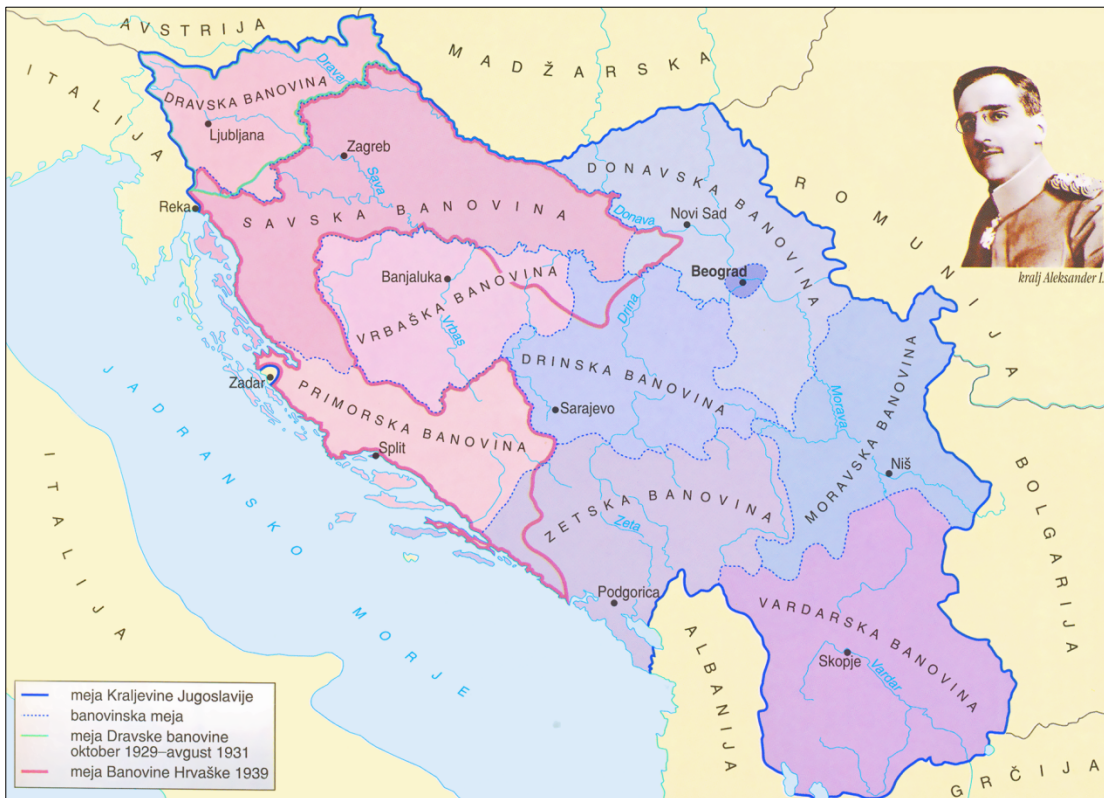 AVSTRIJA
MADŽARSKA
ITALIJA
ROMUNIJA
BOLGARIJA
GRČIJA
ALBANIJA
ITALIJA
JADRANSKO MORJE
DRAVSKA BANOVINA
Drava
Ljubljana
Zagreb
Sava
Reka
SAVSKA BANOVINA
DONAVSKA BANOVINA
Donava
Novi Sad
Beograd
Banjaluka
VRBAŠKA BANOVINA
Vrbas
Drina
DRINSKA BANOVINA
Sarajevo
Zadar
PRIMORSKA BANOVINA
Split
Morava
MORAVSKA BANOVINA
Niš
ZETSKA BANOVINA
Zeta
Podgorica
VARDARSKA BANOVINA
Skopje
Vardar
kralj Aleksander I.
meja Kraljevine Jugoslavije
banovinska meja
meja Dravske banovine
oktober 1929–avgust 1931
meja Banovine Hrvaške 1939